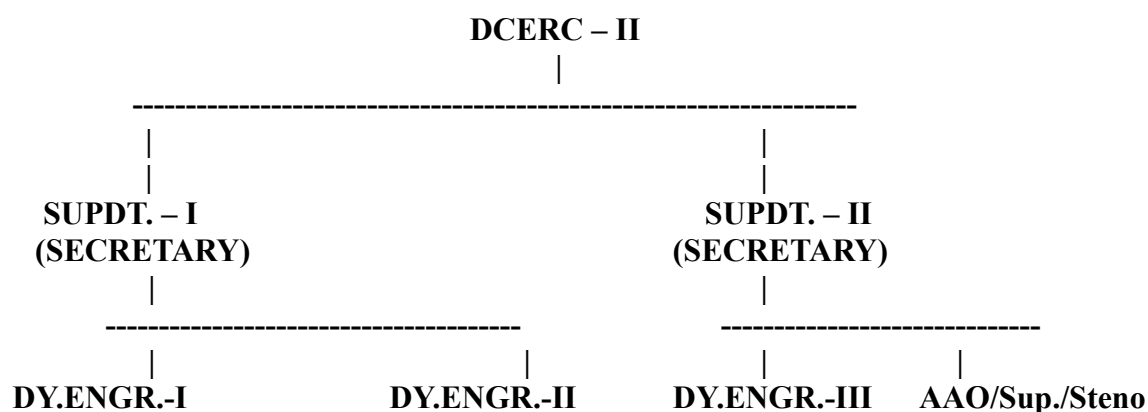 DCERC – II
SUPDT. – I SUPDT. – II
(SECRETARY) (SECRETARY)
DY.ENGR.-I DY.ENGR.-II DY.ENGR.-III AAO/Sup./Steno